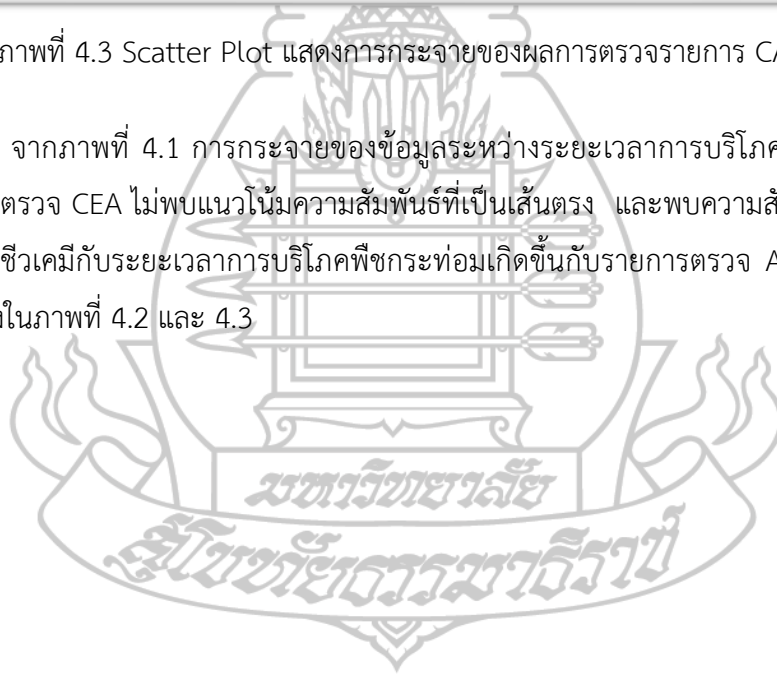 ภาพที่ 4.3 Scatter Plot แสดงการกระจายของผลการตรวจรายการ CA
จากภาพที่ 4.1 การกระจายของข้อมูลระหว่างระยะเวลาการบริโภค
ตรวจ CEA ไม่พบแนวโน้มความสัมพันธ์ที่เป็นเส้นตรง และพบความสั
ชีวเคมีกับระยะเวลาการบริโภคพืชกระท่อมเกิดขึ้นกับรายการตรวจ A
ในภาพที่ 4.2 และ 4.3
มหาวิทยาลัย
สุโขทัยธรรมาธิราช